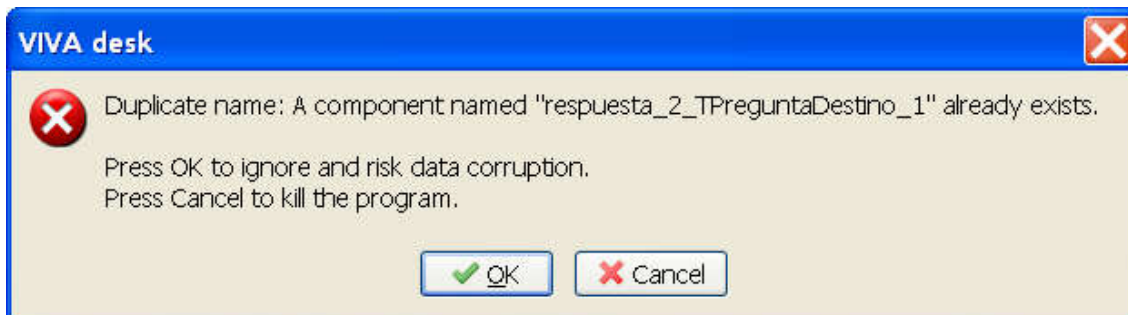 VIVA desk
Duplicate name: A component named "respuesta_2_TPreguntaDestino_1" already exists.
Press OK to ignore and risk data corruption.
Press Cancel to kill the program.
OK
Cancel